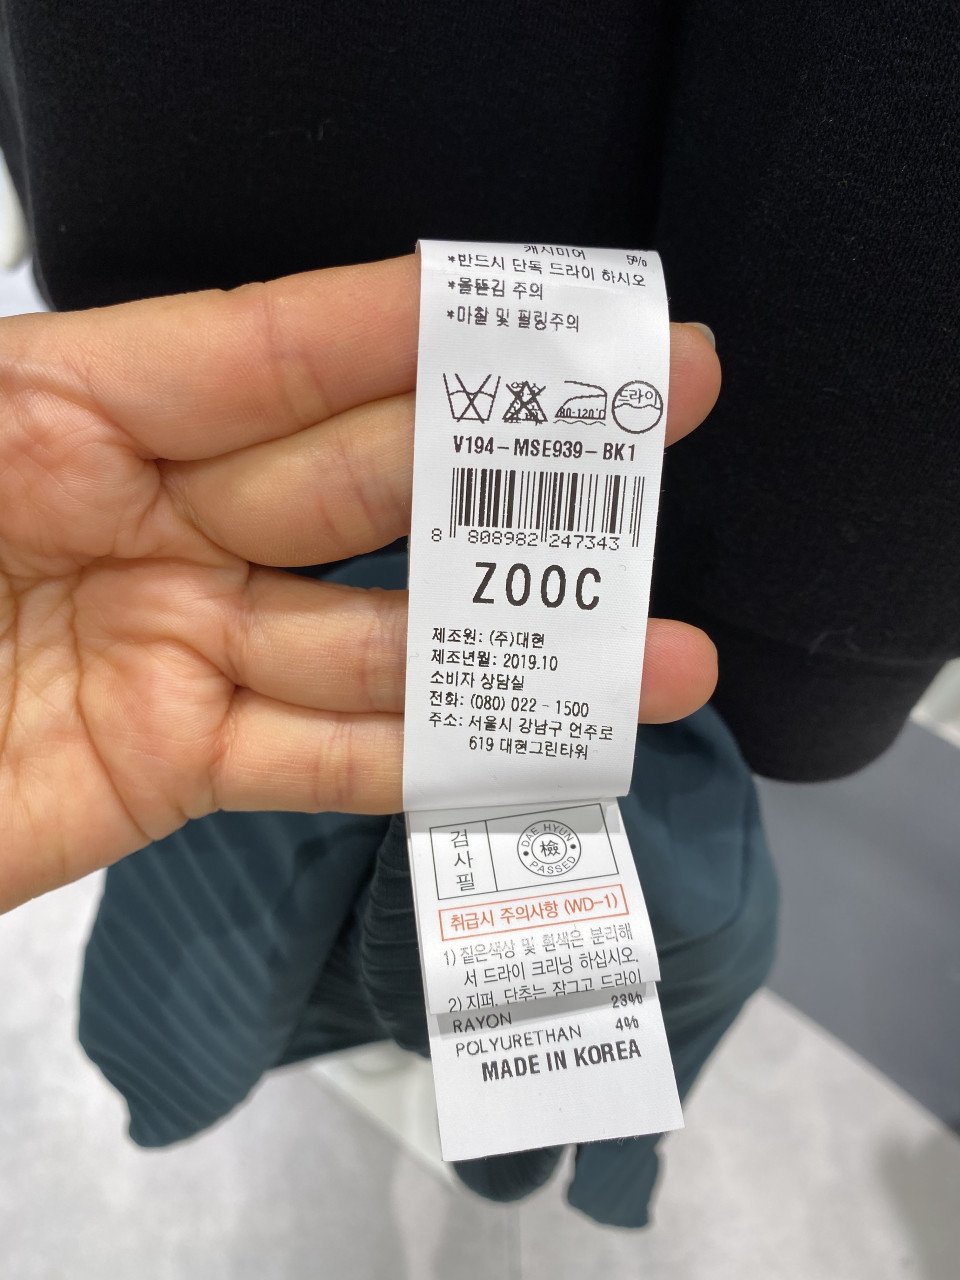 캐시미어 5%
*반드시 단독 드라이 하시오
*올뜯김 주의
*마찰 및 필링주의
80-120℃ 드라이
V194-MSE939-BK1
8 808982 247343
ZOOC
제조원: (주)대현
제조년월: 2019.10
소비자 상담실
전화: (080) 022 - 1500
주소: 서울시 강남구 언주로
619 대현그린타워
검사필
DAE HYUN
檢
PASSED
취급시 주의사항 (WD-1)
1) 짙은색상 및 흰색은 분리해
서 드라이 크리닝 하십시오.
2) 지퍼, 단추는 잠그고 드라이
RAYON 23%
POLYURETHAN 4%
MADE IN KOREA